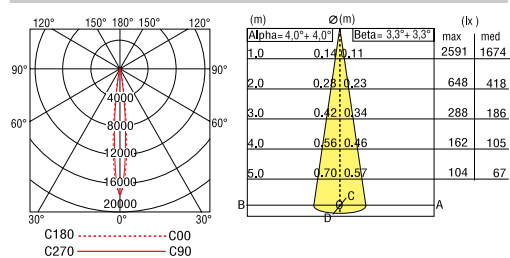 120° 150° 180° 150° 120°
90° 90°
4000
60° 8000 60°
12000
16000
20000
30° 0° 30°
C180 C00
C270 C90
(m) Ø(m) (lx)
Alpha=4,0°+4,0° Beta= 3,3°+3,3° max med
1.0 0.14 0.11 2591 1674
2.0 0.28 0.23 648 418
3.0 0.42 0.34 288 186
4.0 0.56 0.46 162 105
5.0 0.70 0.57 104 67
B C A
D